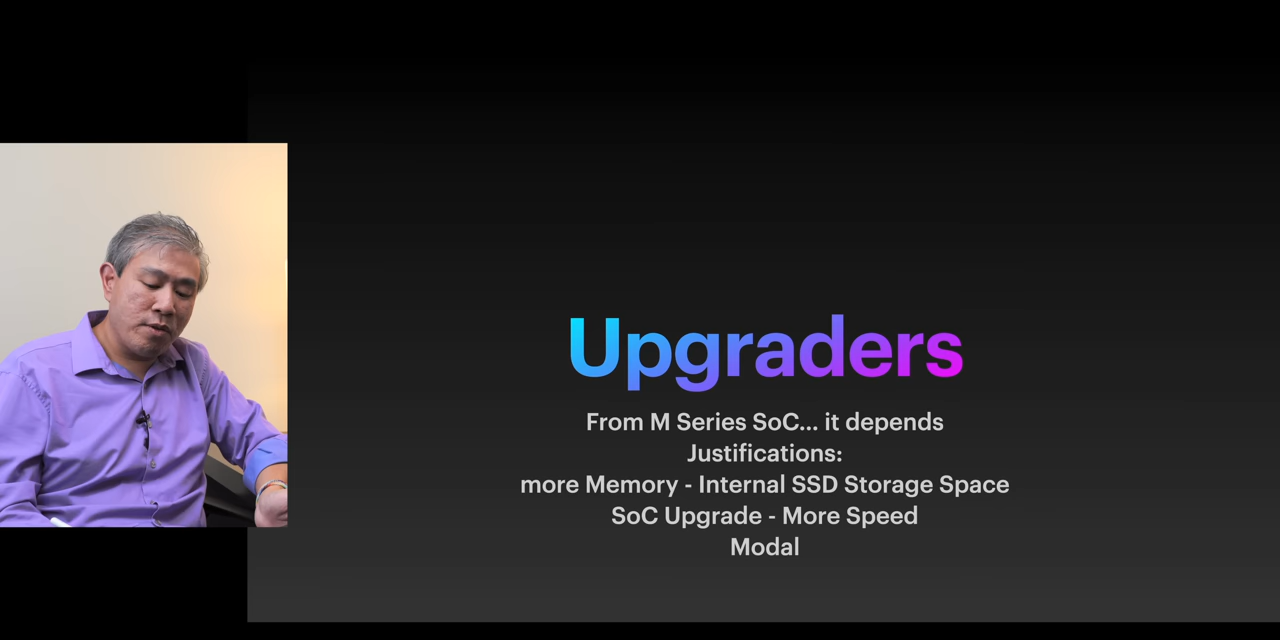 Upgraders
From M Series SoC... it depends
Justifications:
more Memory - Internal SSD Storage Space
SoC Upgrade - More Speed
Modal